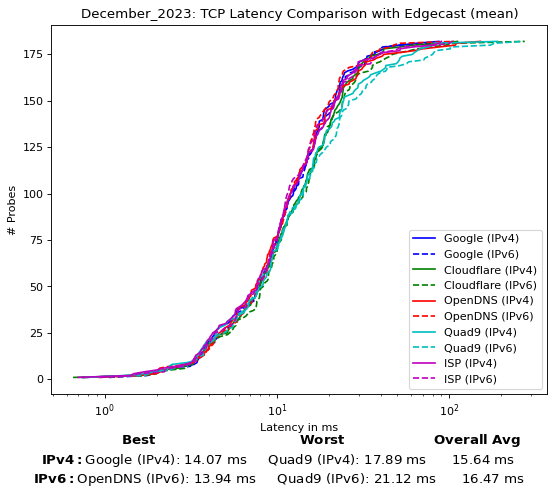 December_2023: TCP Latency Comparison with Edgecast (mean)
175
150
125
100
75
50
25
0
# Probes
10^0 10^1 10^2
Latency in ms
Google (IPv4)
Google (IPv6)
Cloudflare (IPv4)
Cloudflare (IPv6)
OpenDNS (IPv4)
OpenDNS (IPv6)
Quad9 (IPv4)
Quad9 (IPv6)
ISP (IPv4)
ISP (IPv6)
Best Worst Overall Avg
IPv4: Google (IPv4): 14.07 ms Quad9 (IPv4): 17.89 ms 15.64 ms
IPv6: OpenDNS (IPv6): 13.94 ms Quad9 (IPv6): 21.12 ms 16.47 ms